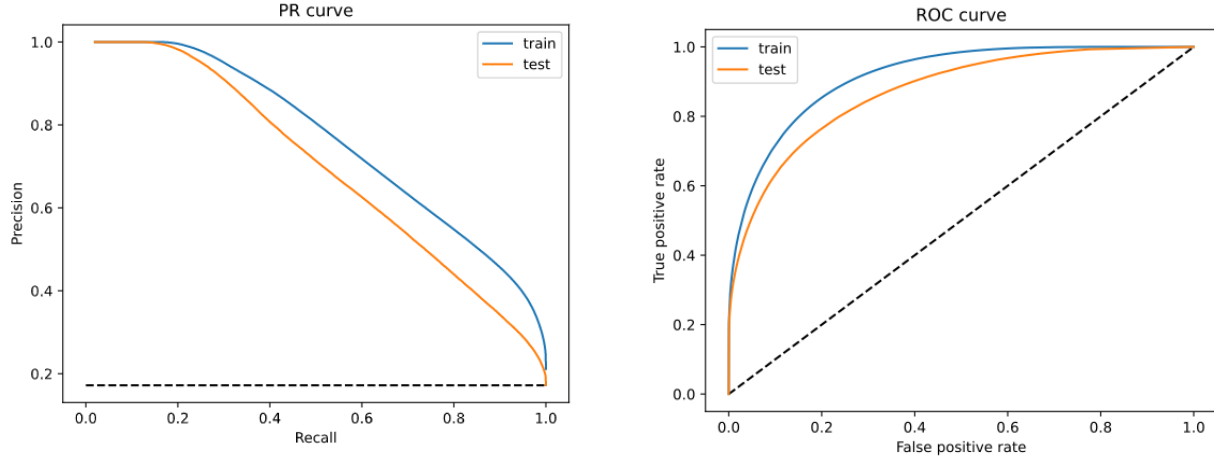 PR curve
1.0
0.8
0.6
0.4
0.2
Precision
train
test
0.0 0.2 0.4 0.6 0.8 1.0
Recall
ROC curve
1.0
0.8
0.6
0.4
0.2
0.0
True positive rate
train
test
0.0 0.2 0.4 0.6 0.8 1.0
False positive rate